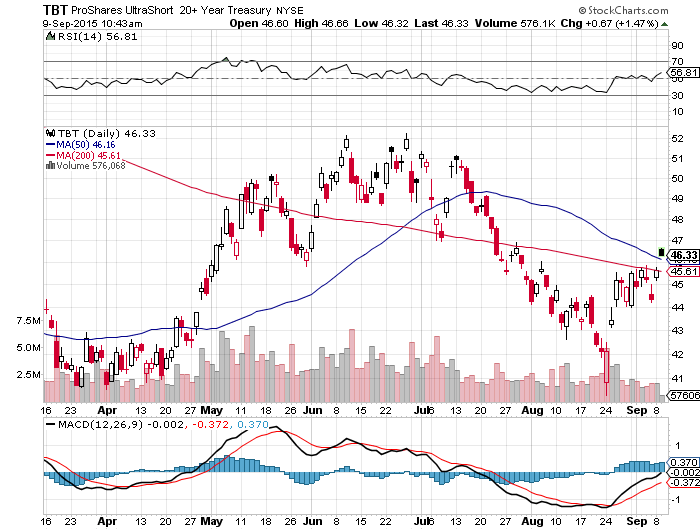 TBT ProShares UltraShort 20+ Year Treasury NYSE © StockCharts.com
9-Sep-2015 10:43am Open 46.60 High 46.66 Low 46.32 Last 46.33 Volume 576.1K Chg +0.67 (+1.47%)
RSI(14) 56.81
90
70
56.81
50
30
10
TBT (Daily) 46.33
MA(50) 46.16
MA(200) 45.61
Volume 576,068
52
51
50
49
48
47
46.33
45.61
45
44
43
42
41
7.5M
5.0M
2.5M
57606
16 23 Apr 13 20 27 May 11 18 26 Jun 8 15 22 Jul 6 13 20 27 Aug 10 17 24 Sep 8
MACD(12,26,9) -0.002, -0.372, 0.370
1
0.370
-0.002
-0.372
-1
16 23 Apr 13 20 27 May 11 18 26 Jun 8 15 22 Jul 6 13 20 27 Aug 10 17 24 Sep 8